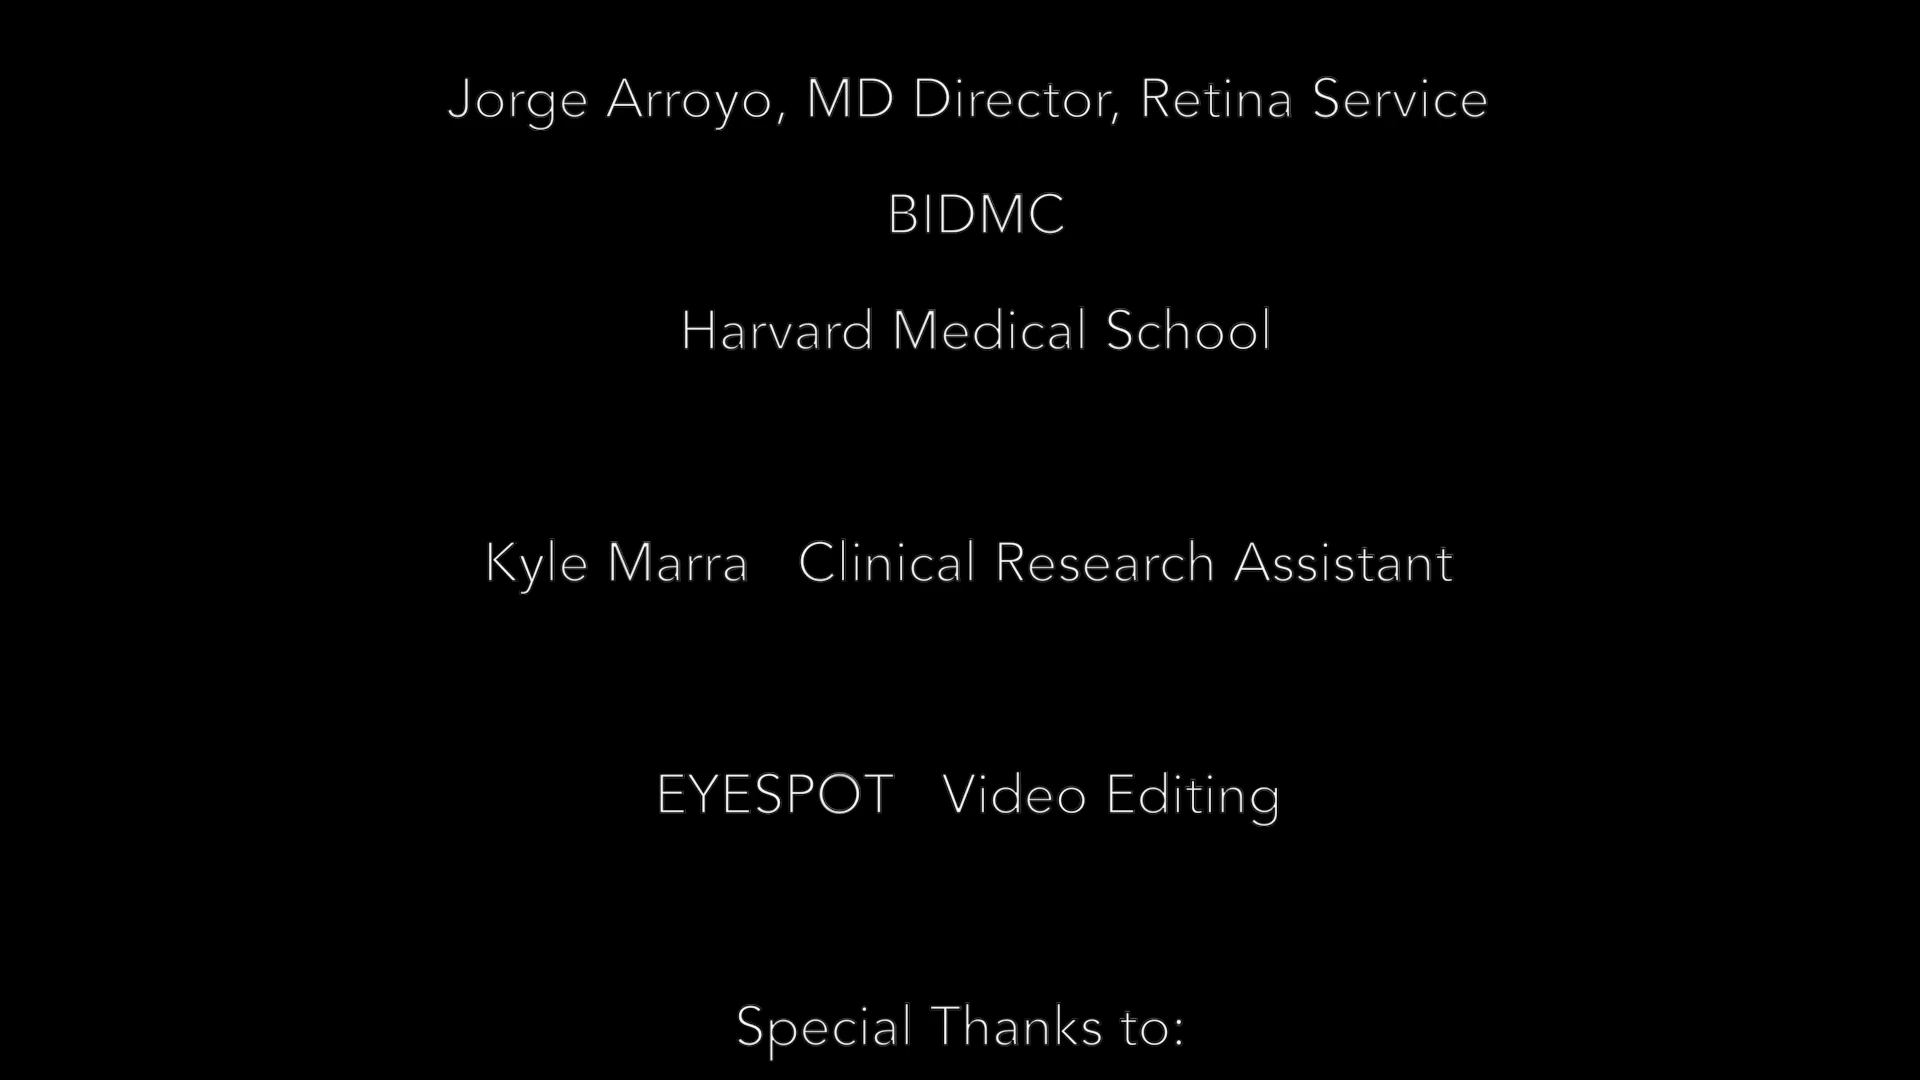 Jorge Arroyo, MD Director, Retina Service
BIDMC
Harvard Medical School
Kyle Marra   Clinical Research Assistant
EYESPOT   Video Editing
Special Thanks to: